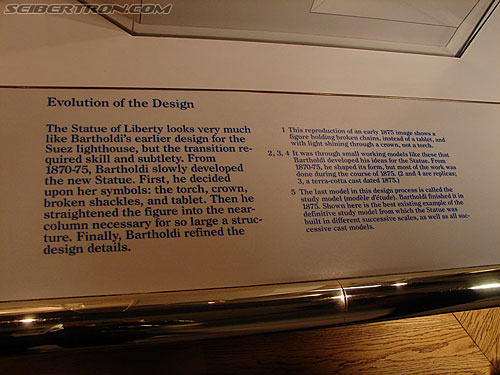 SCIBERTRON.COM
Evolution of the Design
The Statue of Liberty looks very much
like Bartholdi's earlier design for the
Suez lighthouse, but the transition re-
quired skill and subtlety. From
1870-75, Bartholdi slowly developed
the new Statue. First, he decided
upon her symbols: the torch, crown,
broken shackles, and tablet. Then he
straightened the figure into the near-
column necessary for so large a struc-
ture. Finally, Bartholdi refined the
design details.
1 This reproduction of an early 1875 image shows a
figure holding broken chains, instead of a tablet, and
with light shining through a crown, not a torch.
2, 3, 4 It was through small working models like these that
Bartholdi developed his ideas for the Statue. From
1870-75, he shaped its form, but most of the work was
done during the course of 1875. (2 and 4 are replicas;
3, a terra-cotta cast dated 1875.)
5 The last model in this design process is called the
study model (modèle d'étude). Bartholdi finished it in
1875. Shown here is the best existing example of the
definitive study model from which the Statue was
built in different successive scales, as well as all suc-
cessive cast models.